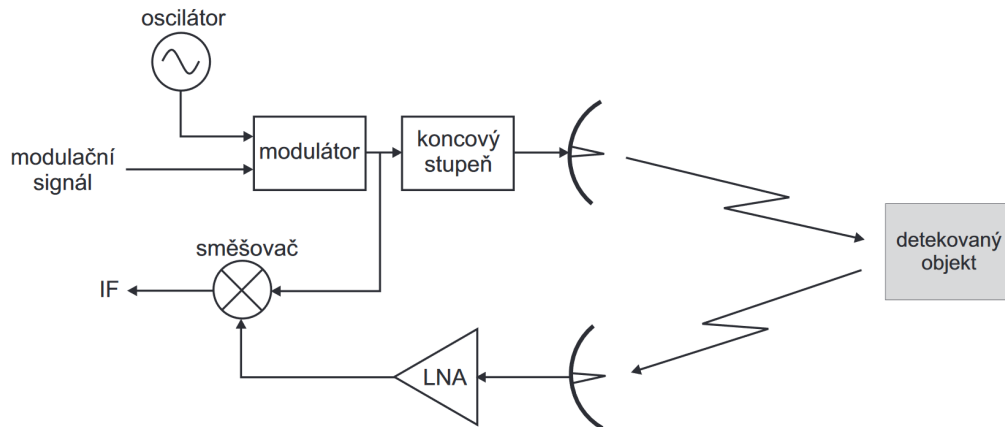 oscilátor
modulační
signál
modulátor
koncový
stupeň
detekovaný
objekt
směšovač
IF
LNA